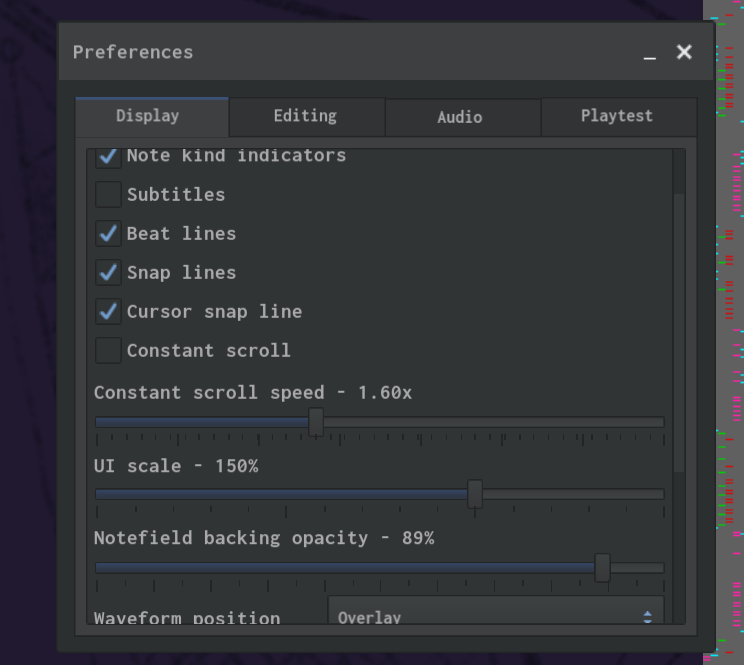 Preferences
Display Editing Audio Playtest
Note kind indicators
Subtitles
Beat lines
Snap lines
Cursor snap line
Constant scroll
Constant scroll speed - 1.60x
UI scale - 150%
Notefield backing opacity - 89%
Waveform position Overlay